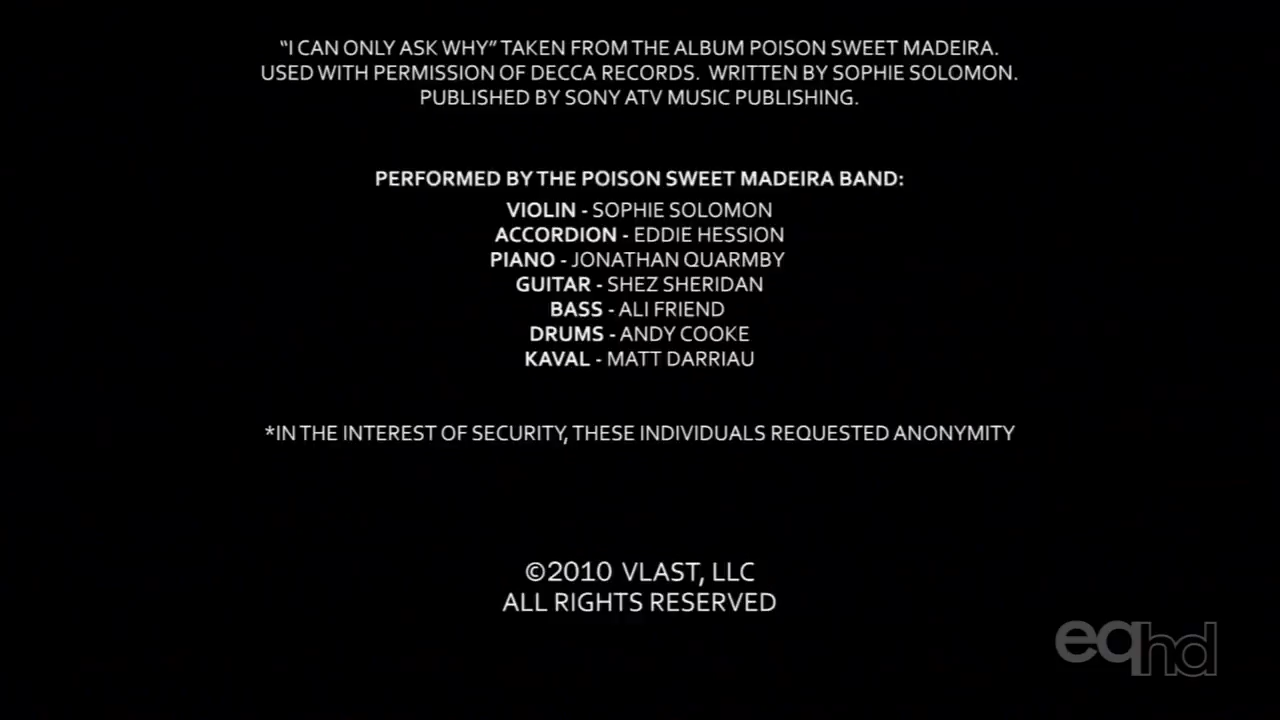 “I CAN ONLY ASK WHY” TAKEN FROM THE ALBUM POISON SWEET MADEIRA.
USED WITH PERMISSION OF DECCA RECORDS.  WRITTEN BY SOPHIE SOLOMON.
PUBLISHED BY SONY ATV MUSIC PUBLISHING.
PERFORMED BY THE POISON SWEET MADEIRA BAND:
VIOLIN - SOPHIE SOLOMON
ACCORDION - EDDIE HESSION
PIANO - JONATHAN QUARMBY
GUITAR - SHEZ SHERIDAN
BASS - ALI FRIEND
DRUMS - ANDY COOKE
KAVAL - MATT DARRIAU
*IN THE INTEREST OF SECURITY, THESE INDIVIDUALS REQUESTED ANONYMITY
©2010 VLAST, LLC
ALL RIGHTS RESERVED
eqhd